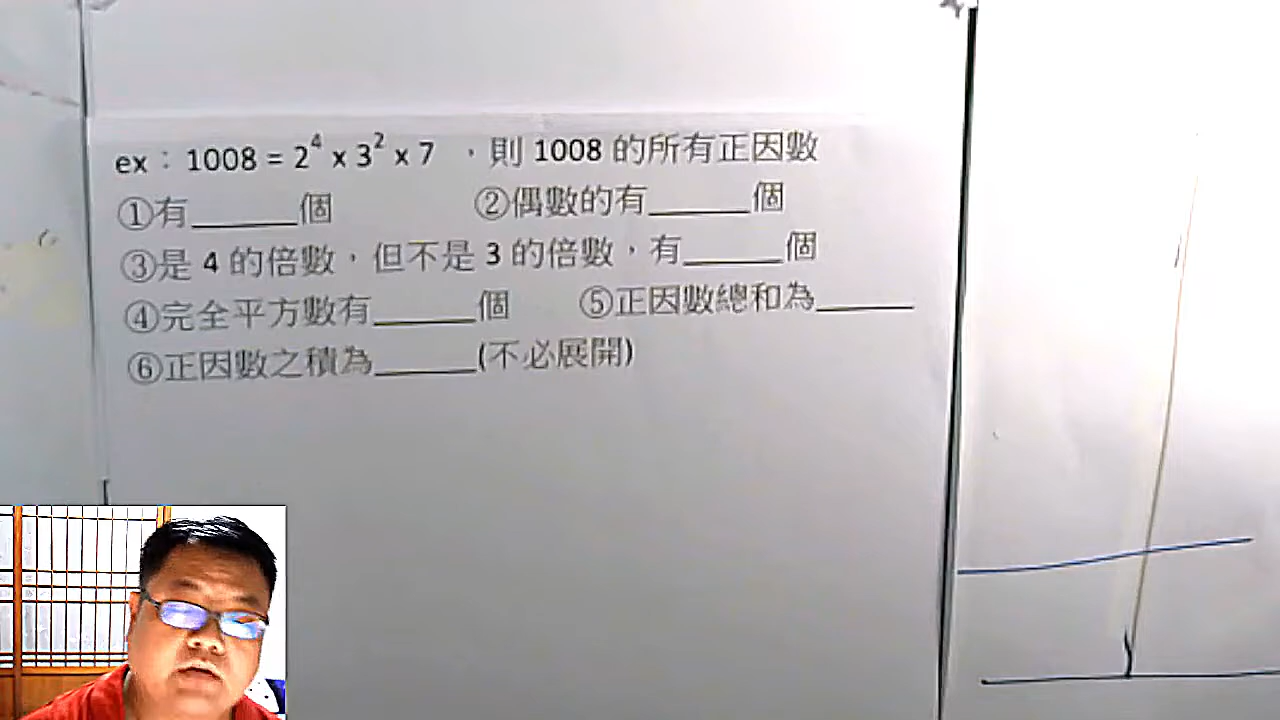 ex：1008 = 2⁴ x 3² x 7 ，則 1008 的所有正因數
①有______個 ②偶數的有______個
③是 4 的倍數，但不是 3 的倍數，有______個
④完全平方數有______個 ⑤正因數總和為______
⑥正因數之積為______(不必展開)